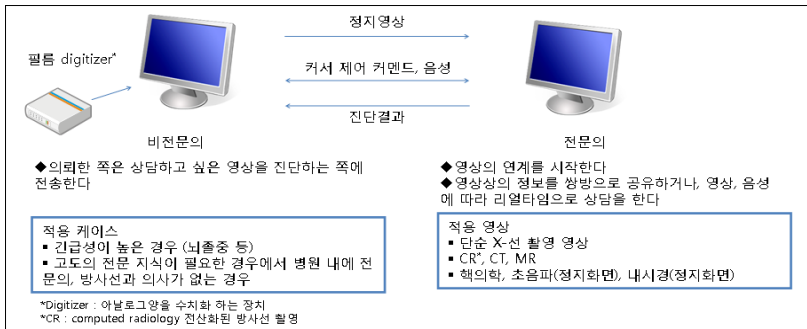 정지영상
필름 digitizer*
커서 제어 커멘드, 음성
진단결과
비전문의
전문의
◆의뢰한 쪽은 상담하고 싶은 영상을 진단하는 쪽에
전송한다
◆영상의 연계를 시작한다
◆영상상의 정보를 쌍방으로 공유하거나, 영상, 음성
에 따라 리얼타임으로 상담을 한다
적용 케이스
▪ 긴급성이 높은 경우 (뇌졸중 등)
▪ 고도의 전문 지식이 필요한 경우에서 병원 내에 전
문의, 방사선과 의사가 없는 경우
적용 영상
▪ 단순 X-선 촬영 영상
▪ CR*, CT, MR
▪ 핵의학, 초음파(정지화면), 내시경(정지화면)
*Digitizer : 아날로그양을 수치화 하는 장치
*CR : computed radiology 전산화된 방사선 촬영